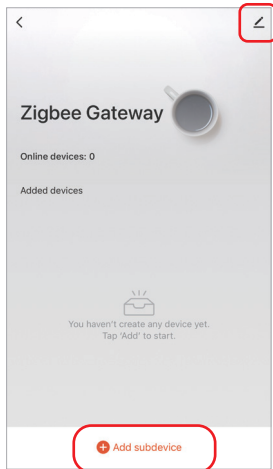 Zigbee Gateway
Online devices: 0
Added devices
You haven't create any device yet.
Tap 'Add' to start.
Add subdevice